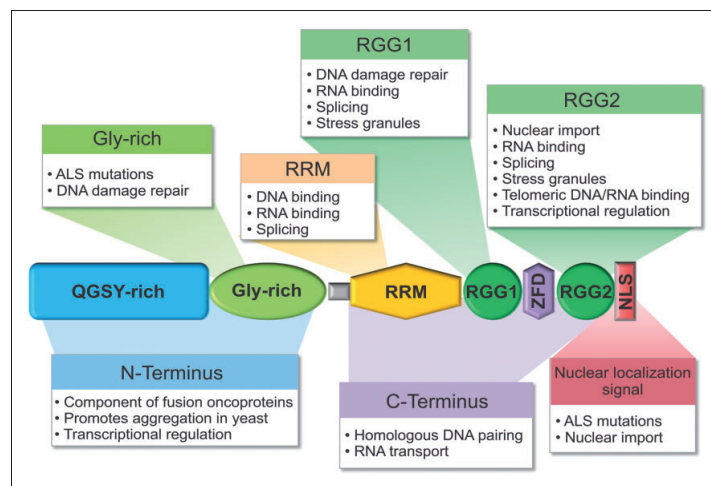 RGG1
• DNA damage repair
• RNA binding
• Splicing
• Stress granules
RGG2
• Nuclear import
• RNA binding
• Splicing
• Stress granules
• Telomeric DNA/RNA binding
• Transcriptional regulation
Gly-rich
• ALS mutations
• DNA damage repair
RRM
• DNA binding
• RNA binding
• Splicing
QGSY-rich
Gly-rich
RRM
RGG1
ZFD
RGG2
NLS
N-Terminus
• Component of fusion oncoproteins
• Promotes aggregation in yeast
• Transcriptional regulation
C-Terminus
• Homologous DNA pairing
• RNA transport
Nuclear localization
signal
• ALS mutations
• Nuclear import